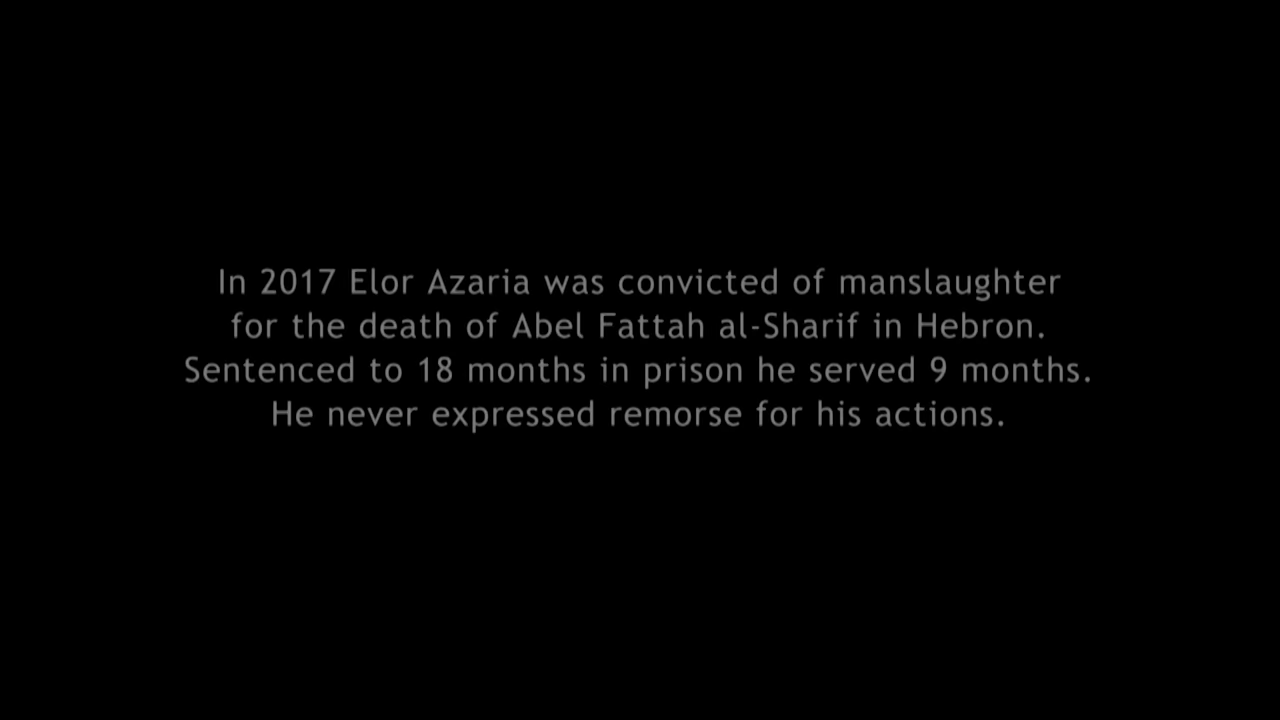 In 2017 Elor Azaria was convicted of manslaughter
for the death of Abel Fattah al-Sharif in Hebron.
Sentenced to 18 months in prison he served 9 months.
He never expressed remorse for his actions.